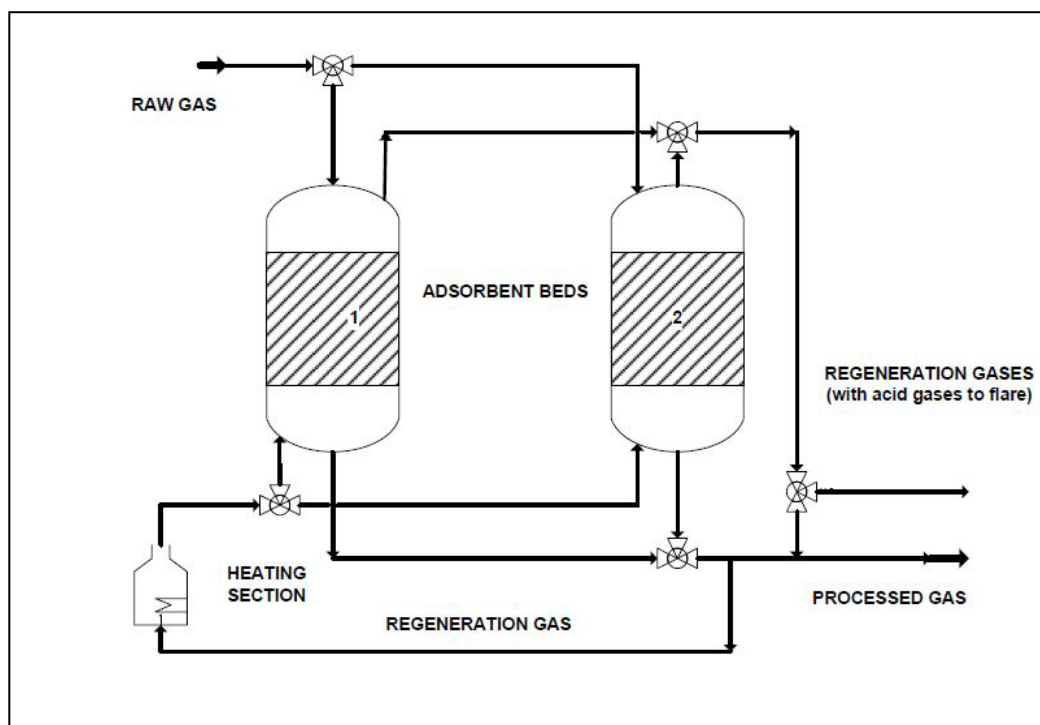 RAW GAS
ADSORBENT BEDS
1
2
REGENERATION GASES
(with acid gases to flare)
HEATING
SECTION
REGENERATION GAS
PROCESSED GAS